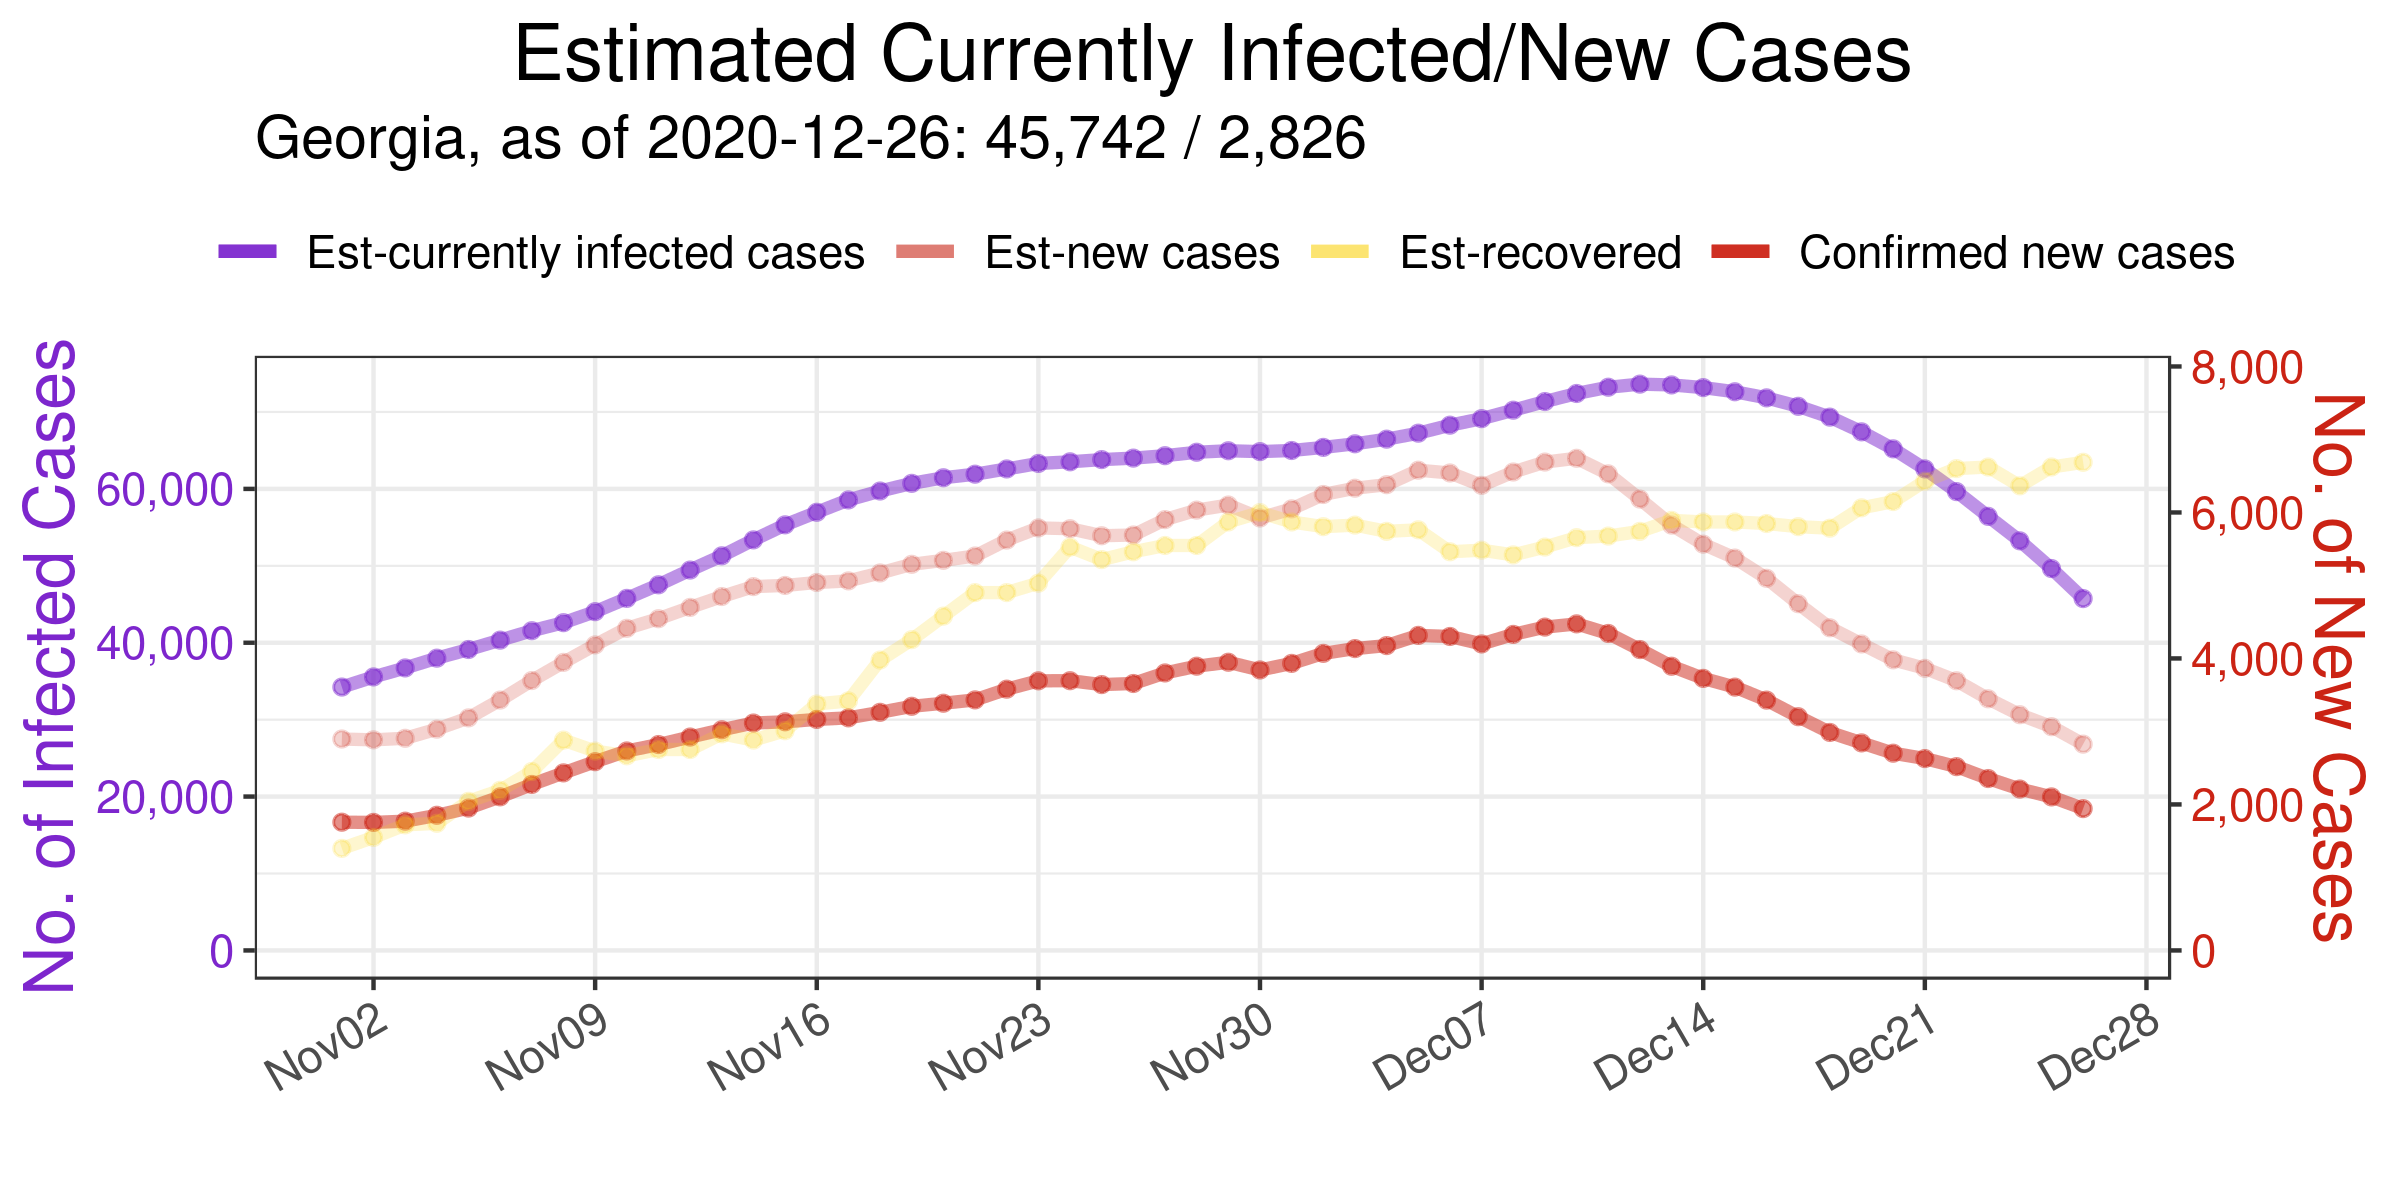 Estimated Currently Infected/New Cases
Georgia, as of 2020-12-26: 45,742 / 2,826
Est-currently infected cases Est-new cases Est-recovered Confirmed new cases
No. of Infected Cases
60,000
40,000
20,000
0
8,000
6,000
4,000
2,000
0
No. of New Cases
Nov02 Nov09 Nov16 Nov23 Nov30 Dec07 Dec14 Dec21 Dec28